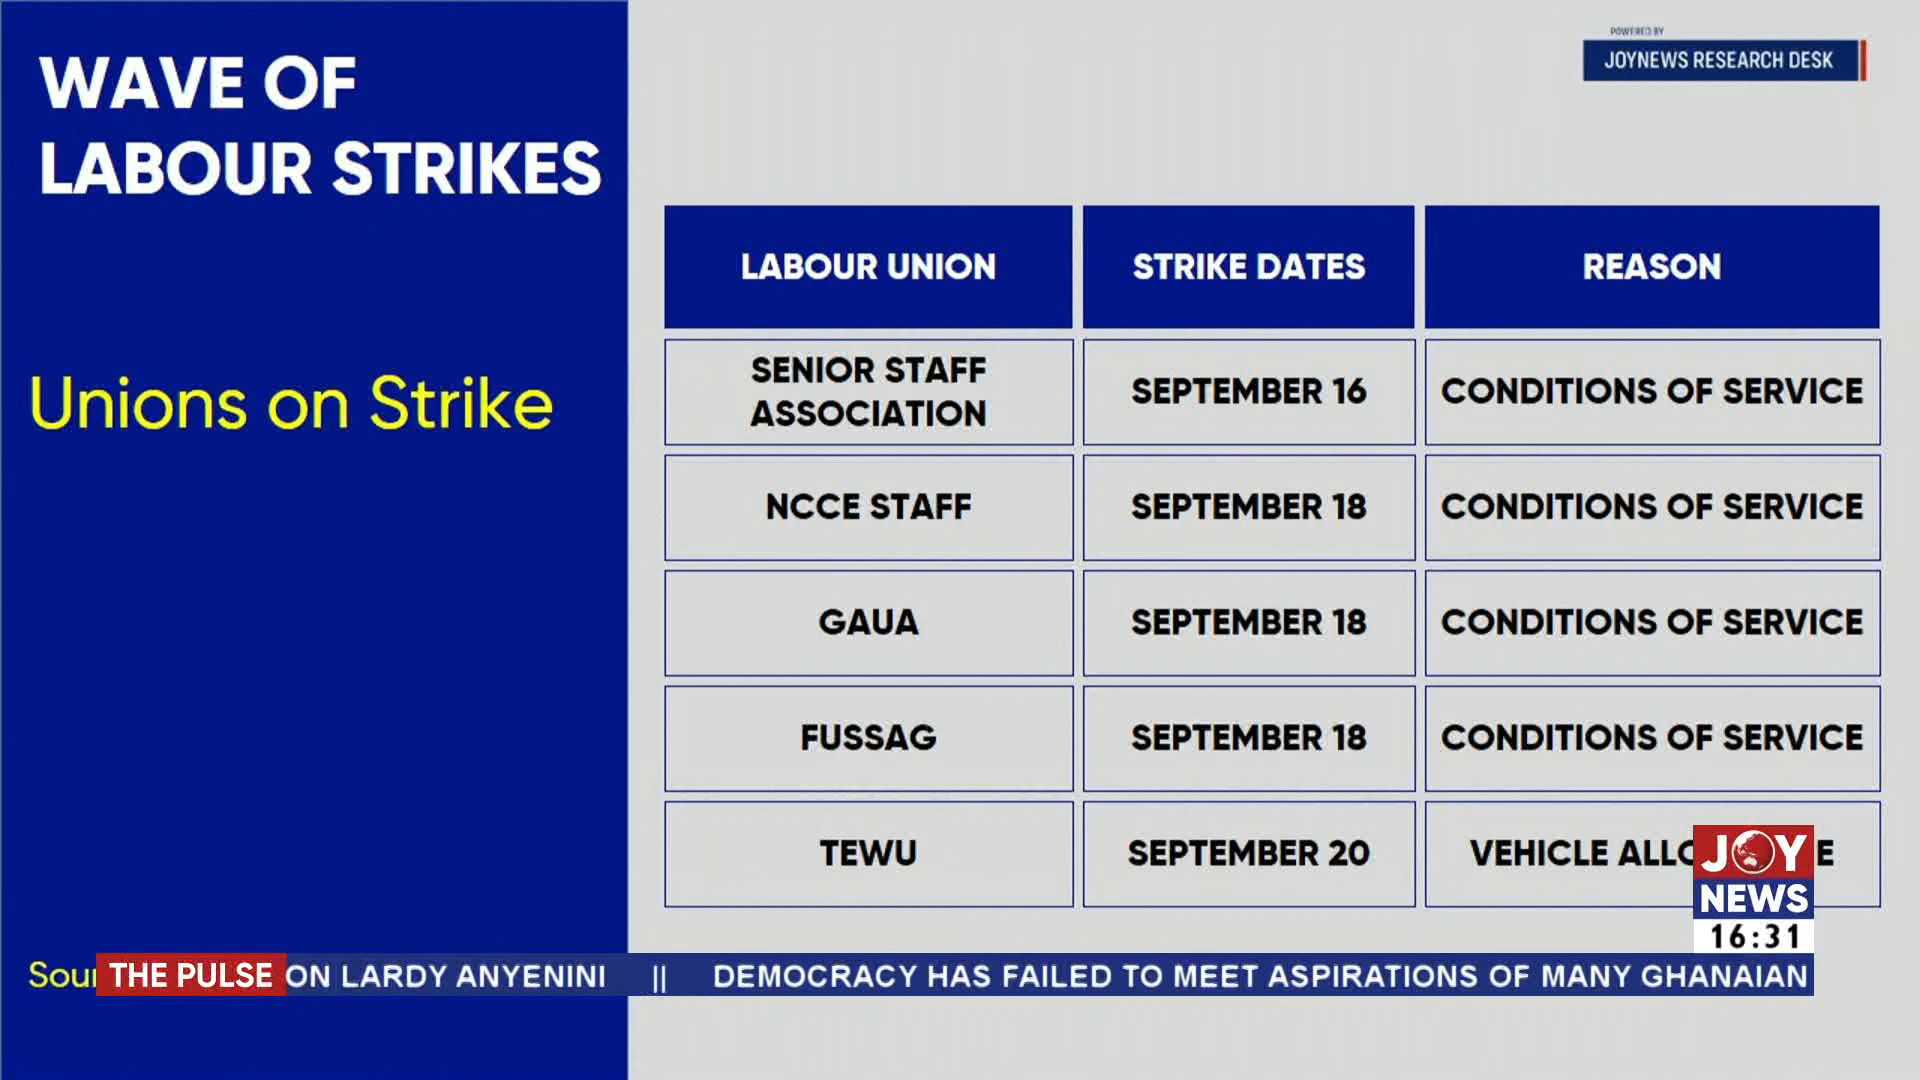 WAVE OF
LABOUR STRIKES
Unions on Strike
POWERED BY
JOYNEWS RESEARCH DESK
LABOUR UNION STRIKE DATES REASON
SENIOR STAFF
ASSOCIATION SEPTEMBER 16 CONDITIONS OF SERVICE
NCCE STAFF SEPTEMBER 18 CONDITIONS OF SERVICE
GAUA SEPTEMBER 18 CONDITIONS OF SERVICE
FUSSAG SEPTEMBER 18 CONDITIONS OF SERVICE
TEWU SEPTEMBER 20 VEHICLE
JOY
NEWS
16:31
THE PULSE ON LARDY ANYENINI || DEMOCRACY HAS FAILED TO MEET ASPIRATIONS OF MANY GHANAIAN